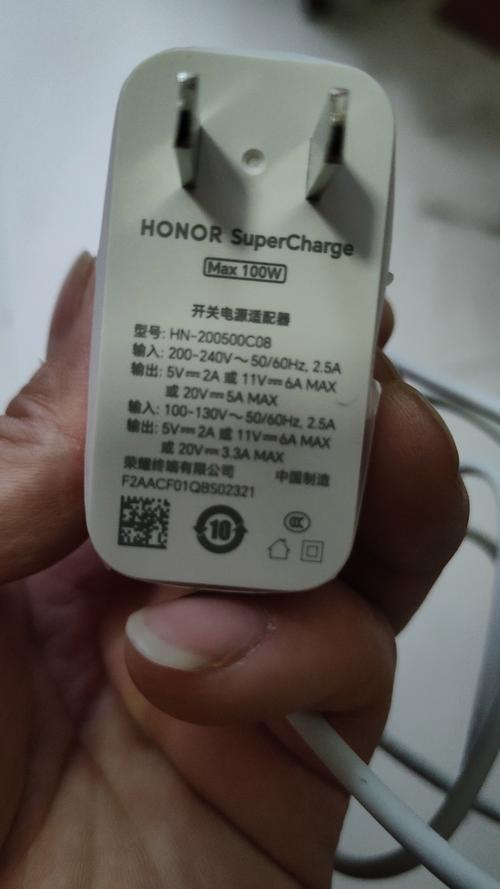 HONOR SuperCharge
Max 100W
开关电源适配器
型号: HN-200500C08
输入: 200-240V～50/60Hz, 2.5A
输出: 5V⎓2A 或 11V⎓6A MAX
或 20V⎓5A MAX
输入: 100-130V～50/60Hz, 2.5A
输出: 5V⎓2A 或 11V⎓6A MAX
或 20V⎓3.3A MAX
荣耀终端有限公司 中国制造
F2AACF01QBS02321
10
CCC